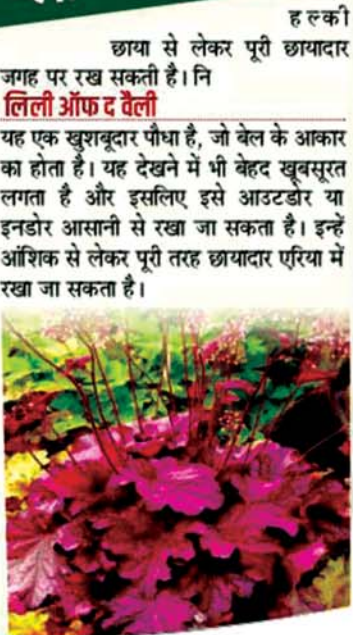 हल्की
छाया से लेकर पूरी छायादार
जगह पर रख सकती है। नि
लिली ऑफ द वैली
यह एक खुशबूदार पौधा है, जो बेल के आकार
का होता है। यह देखने में भी बेहद खूबसूरत
लगता है और इसलिए इसे आउटडोर या
इनडोर आसानी से रखा जा सकता है। इन्हें
आंशिक से लेकर पूरी तरह छायादार एरिया में
रखा जा सकता है।